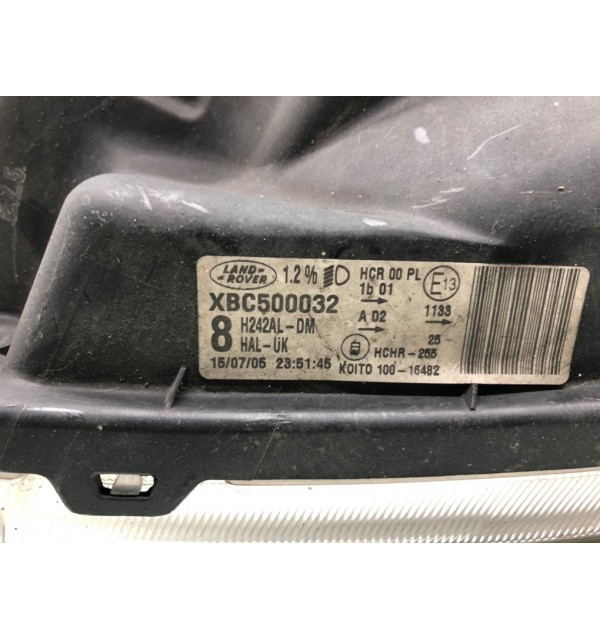 LAND-
ROVER
1.2%
HCR 00 PL
1b 01
E13
XBC500032
A 02
1133
8
H242AL-DM
HAL-UK
25
HCHR-255
15/07/05 23:51:45
KOITO 100-16482